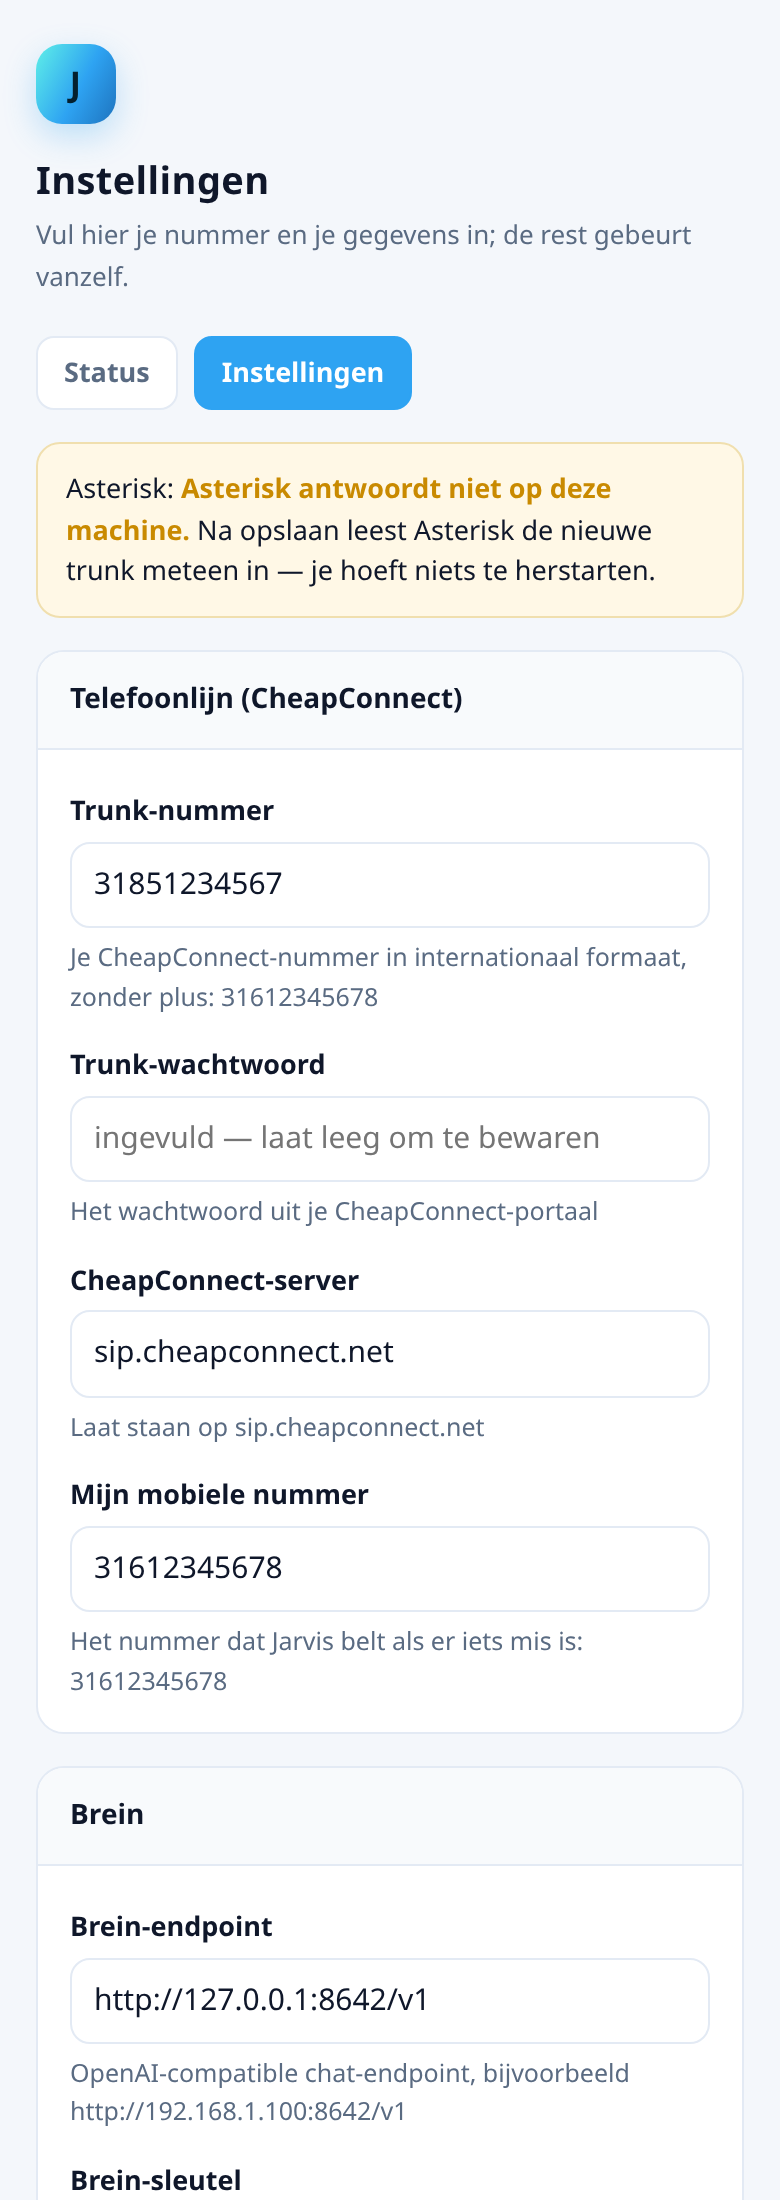 J
Instellingen
Vul hier je nummer en je gegevens in; de rest gebeurt
vanzelf.
Status
Instellingen
Asterisk: Asterisk antwoordt niet op deze
machine. Na opslaan leest Asterisk de nieuwe
trunk meteen in — je hoeft niets te herstarten.
Telefoonlijn (CheapConnect)
Trunk-nummer
31851234567
Je CheapConnect-nummer in internationaal formaat,
zonder plus: 31612345678
Trunk-wachtwoord
ingevuld — laat leeg om te bewaren
Het wachtwoord uit je CheapConnect-portaal
CheapConnect-server
sip.cheapconnect.net
Laat staan op sip.cheapconnect.net
Mijn mobiele nummer
31612345678
Het nummer dat Jarvis belt als er iets mis is:
31612345678
Brein
Brein-endpoint
http://127.0.0.1:8642/v1
OpenAI-compatible chat-endpoint, bijvoorbeeld
http://192.168.1.100:8642/v1
Brein-sleutel